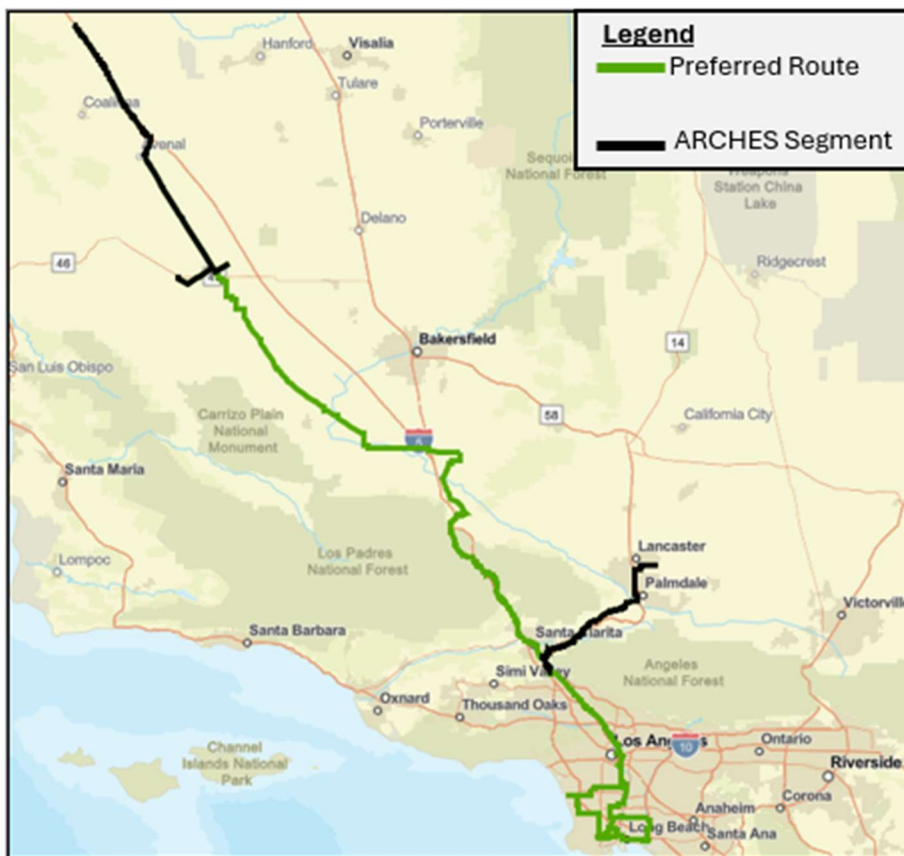 Legend
Preferred Route
ARCHES Segment
Hanford
Visalia
Tulare
Coalinga
Porterville
Avenal
Sequoia
National Forest
Weapons
Station China
Lake
Delano
46
Ridgecrest
Bakersfield
14
San Luis Obispo
Carrizo Plain
National
Monument
58
California City
5
Santa Maria
Los Padres
National Forest
Lancaster
Lompoc
Palmdale
Victorville
Santa Barbara
Santa Clarita
Simi Valley
Angeles
National Forest
Oxnard
Thousand Oaks
Los Angeles
10
Ontario
Channel
Islands National
Park
Riverside
Anaheim
Corona
Long Beach
Santa Ana